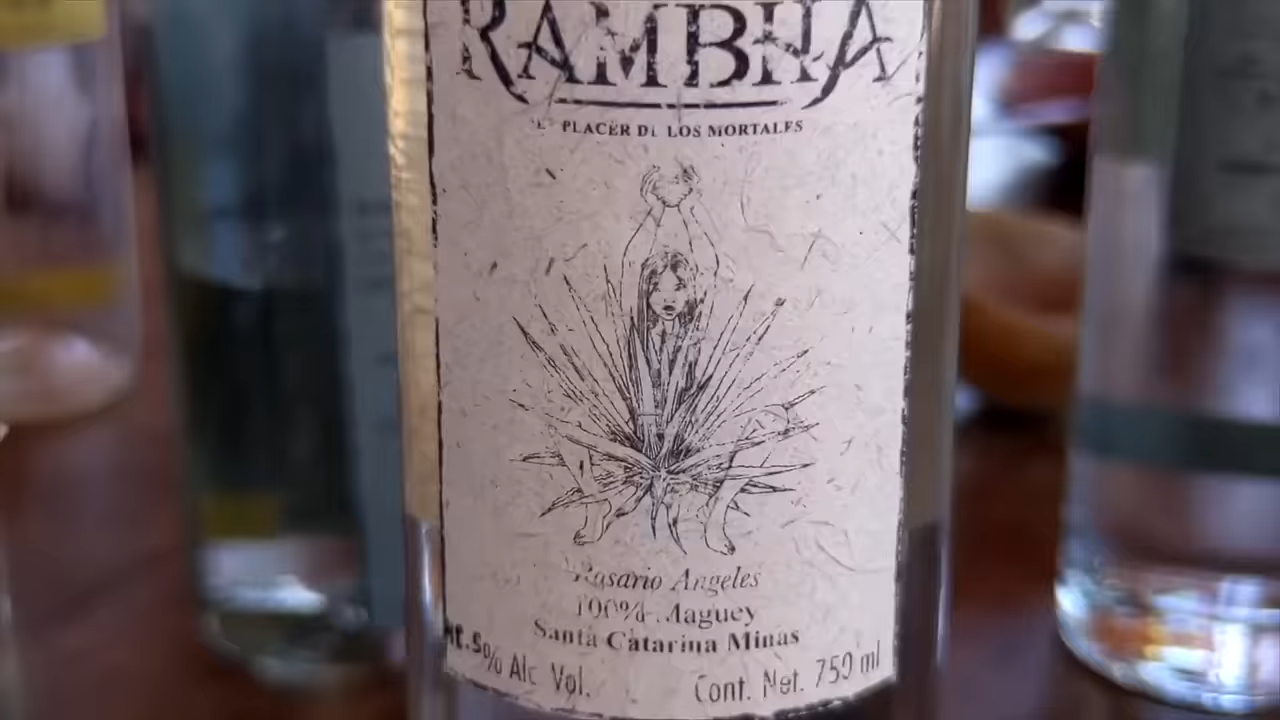 RAMBHA
PLACER DE LOS MORTALES
Rosario Angeles
100% Maguey
Santa Catarina Minas
% Alc Vol.
Cont. Net. 750 ml